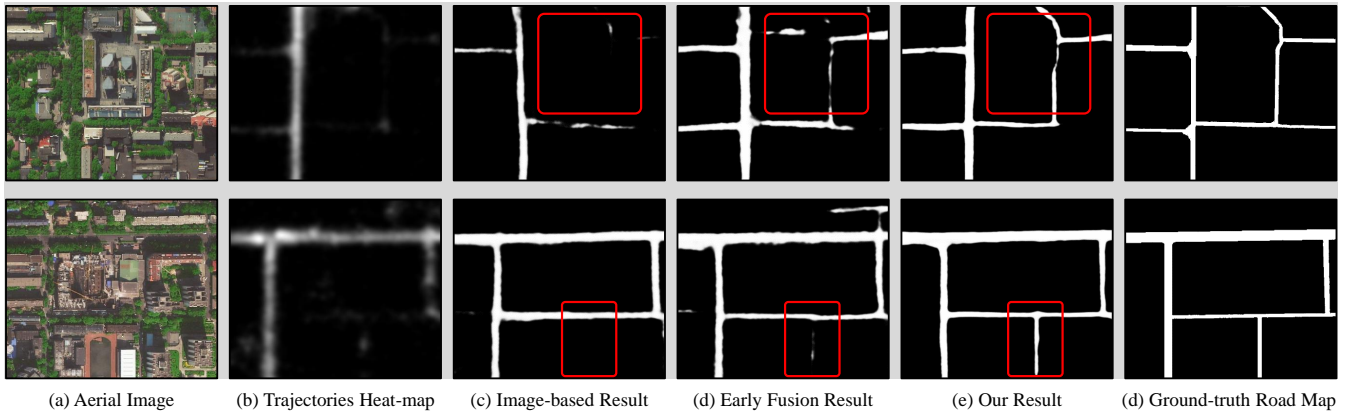 (a) Aerial Image (b) Trajectories Heat-map (c) Image-based Result (d) Early Fusion Result (e) Our Result (d) Ground-truth Road Map